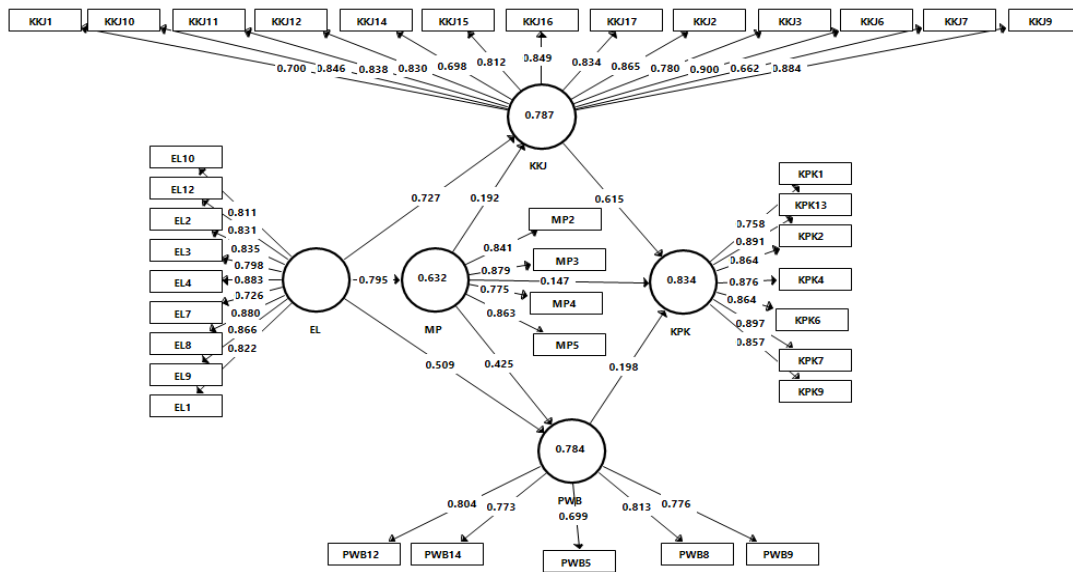 KKJ1 KKJ10 KKJ11 KKJ12 KKJ14 KKJ15 KKJ16 KKJ17 KKJ2 KKJ3 KKJ6 KKJ7 KKJ9
0.700 0.846 0.838 0.830 0.698 0.812 0.849 0.834 0.865 0.780 0.900 0.662 0.884
0.787
KKJ
EL10
EL12
EL2
EL3
EL4
EL7
EL8
EL9
EL1
0.811
0.831
0.835
0.798
0.883
0.726
0.880
0.866
0.822
EL
0.727
0.795
0.509
0.632
MP
0.192
0.425
0.147
MP2
MP3
MP4
MP5
0.841
0.879
0.775
0.863
0.615
0.198
0.834
KPK
0.758
0.891
0.864
0.876
0.864
0.897
0.857
KPK1
KPK13
KPK2
KPK4
KPK6
KPK7
KPK9
0.784
PWB
0.804 0.773 0.699 0.813 0.776
PWB12 PWB14 PWB5 PWB8 PWB9